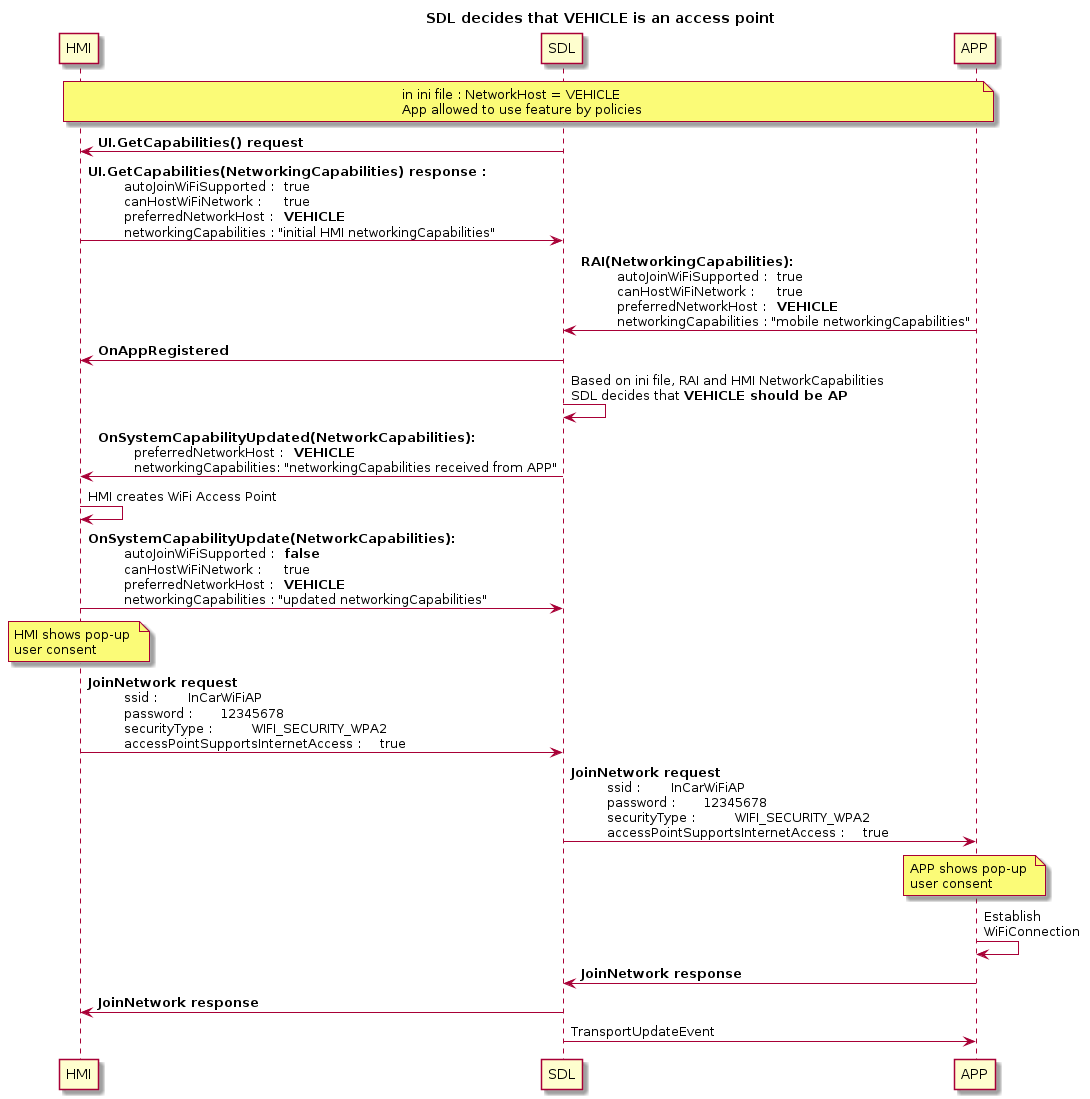 SDL decides that VEHICLE is an access point
HMI
SDL
APP
in ini file : NetworkHost = VEHICLE
App allowed to use feature by policies
UI.GetCapabilities() request
UI.GetCapabilities(NetworkingCapabilities) response :
autoJoinWiFiSupported : true
canHostWiFiNetwork : true
preferredNetworkHost : VEHICLE
networkingCapabilities : "initial HMI networkingCapabilities"
RAI(NetworkingCapabilities):
autoJoinWiFiSupported : true
canHostWiFiNetwork : true
preferredNetworkHost : VEHICLE
networkingCapabilities : "mobile networkingCapabilities"
OnAppRegistered
Based on ini file, RAI and HMI NetworkCapabilities
SDL decides that VEHICLE should be AP
OnSystemCapabilityUpdated(NetworkCapabilities):
preferredNetworkHost : VEHICLE
networkingCapabilities: "networkingCapabilities received from APP"
HMI creates WiFi Access Point
OnSystemCapabilityUpdate(NetworkCapabilities):
autoJoinWiFiSupported : false
canHostWiFiNetwork : true
preferredNetworkHost : VEHICLE
networkingCapabilities : "updated networkingCapabilities"
HMI shows pop-up
user consent
JoinNetwork request
ssid : InCarWiFiAP
password : 12345678
securityType : WIFI_SECURITY_WPA2
accessPointSupportsInternetAccess : true
JoinNetwork request
ssid : InCarWiFiAP
password : 12345678
securityType : WIFI_SECURITY_WPA2
accessPointSupportsInternetAccess : true
APP shows pop-up
user consent
Establish
WiFiConnection
JoinNetwork response
JoinNetwork response
TransportUpdateEvent
HMI
SDL
APP